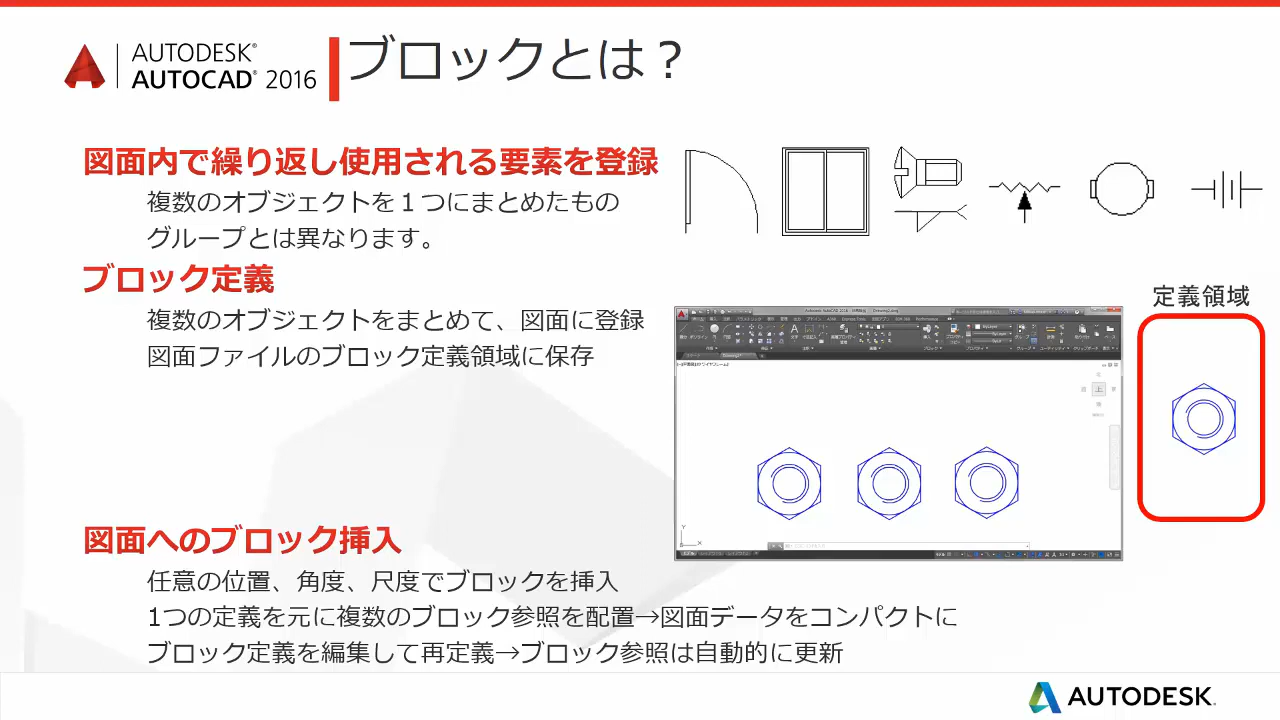 AUTODESK®
AUTOCAD® 2016
ブロックとは？
図面内で繰り返し使用される要素を登録
複数のオブジェクトを１つにまとめたもの
グループとは異なります。
ブロック定義
複数のオブジェクトをまとめて、図面に登録
図面ファイルのブロック定義領域に保存
定義領域
図面へのブロック挿入
任意の位置、角度、尺度でブロックを挿入
1つの定義を元に複数のブロック参照を配置→図面データをコンパクトに
ブロック定義を編集して再定義→ブロック参照は自動的に更新
AUTODESK.